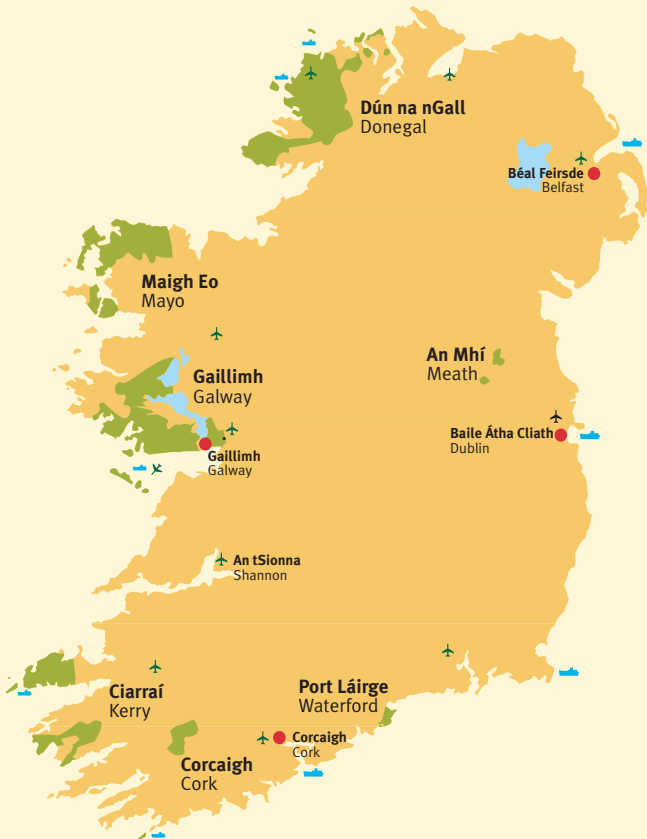 Dún na nGall
Donegal
Béal Feirsde
Belfast
Maigh Eo
Mayo
An Mhí
Meath
Gaillimh
Galway
Baile Átha Cliath
Dublin
Gaillimh
Galway
An tSionna
Shannon
Ciarraí
Kerry
Port Láirge
Waterford
Corcaigh
Cork
Corcaigh
Cork